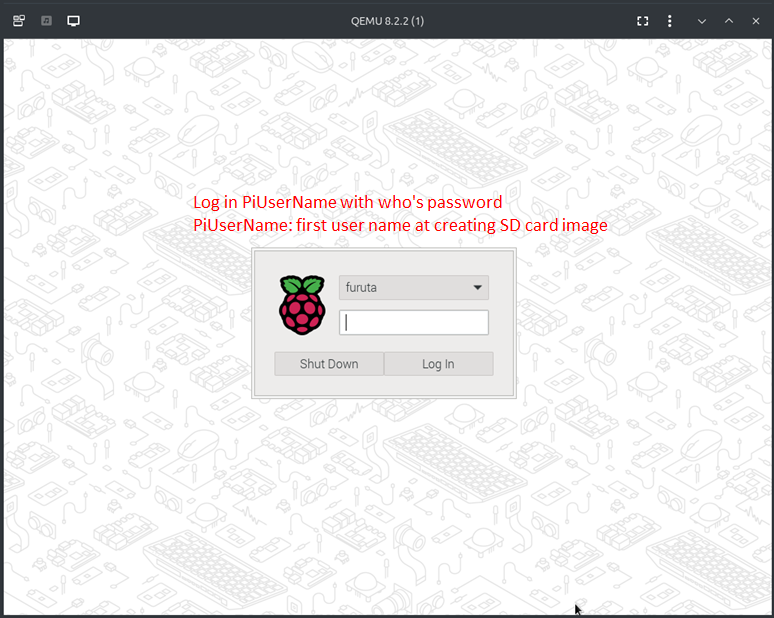 QEMU 8.2.2 (1)
Log in PiUserName with who's password
PiUserName: first user name at creating SD card image
furuta
Shut Down Log In